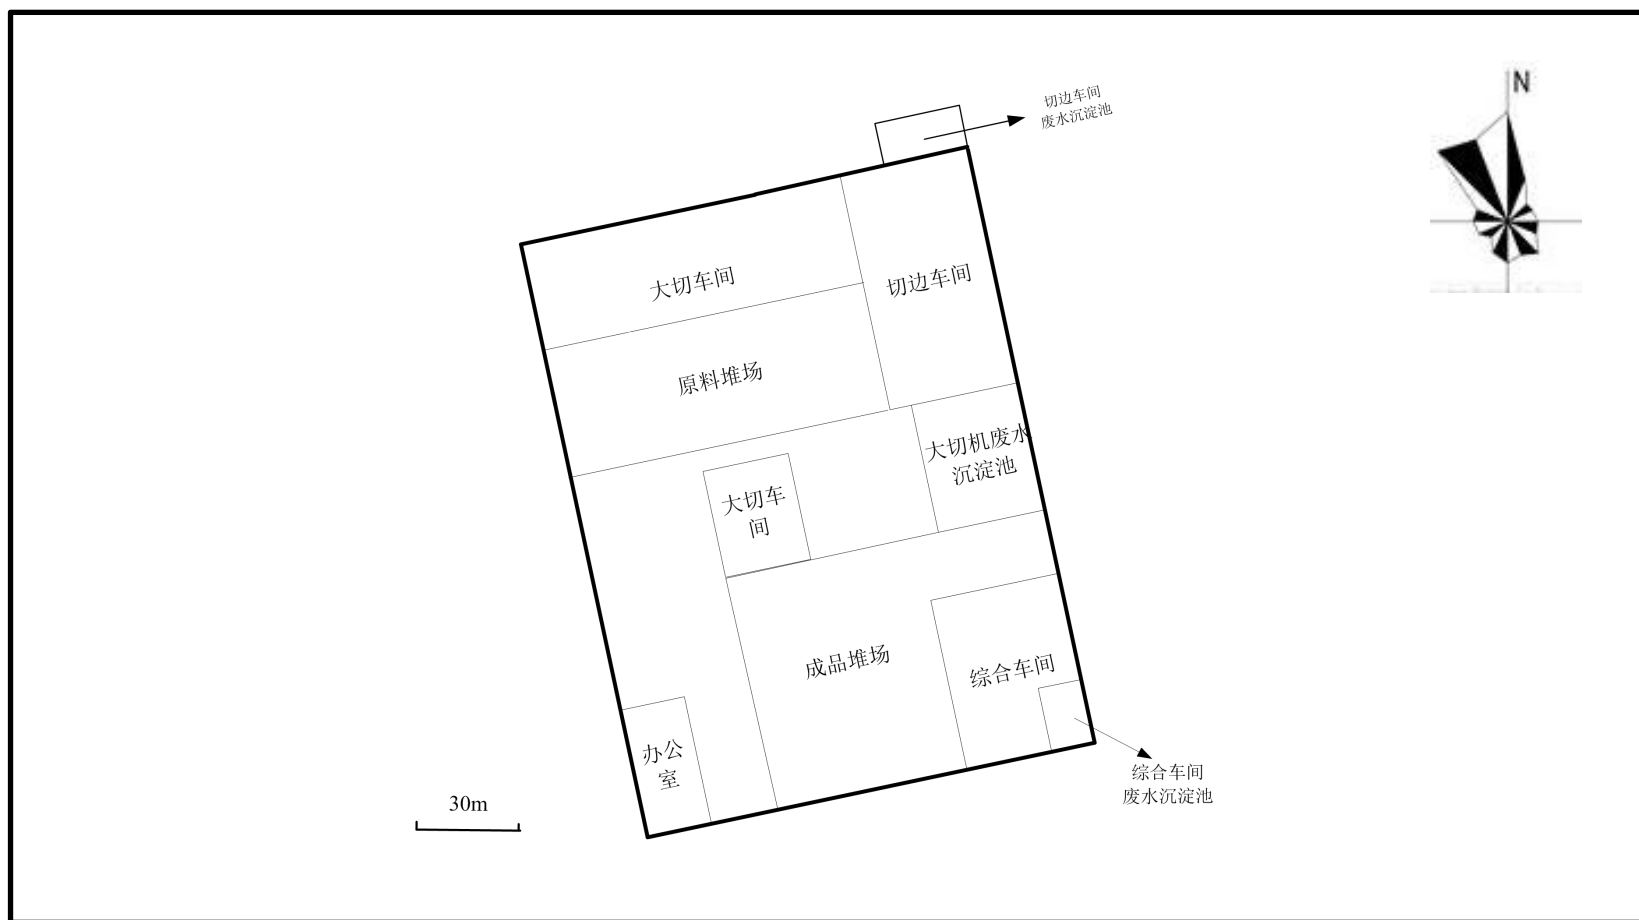 N
切边车间
废水沉淀池
大切车间
切边车间
原料堆场
大切机废水
沉淀池
大切车
间
成品堆场
综合车间
办公
室
综合车间
废水沉淀池
30m